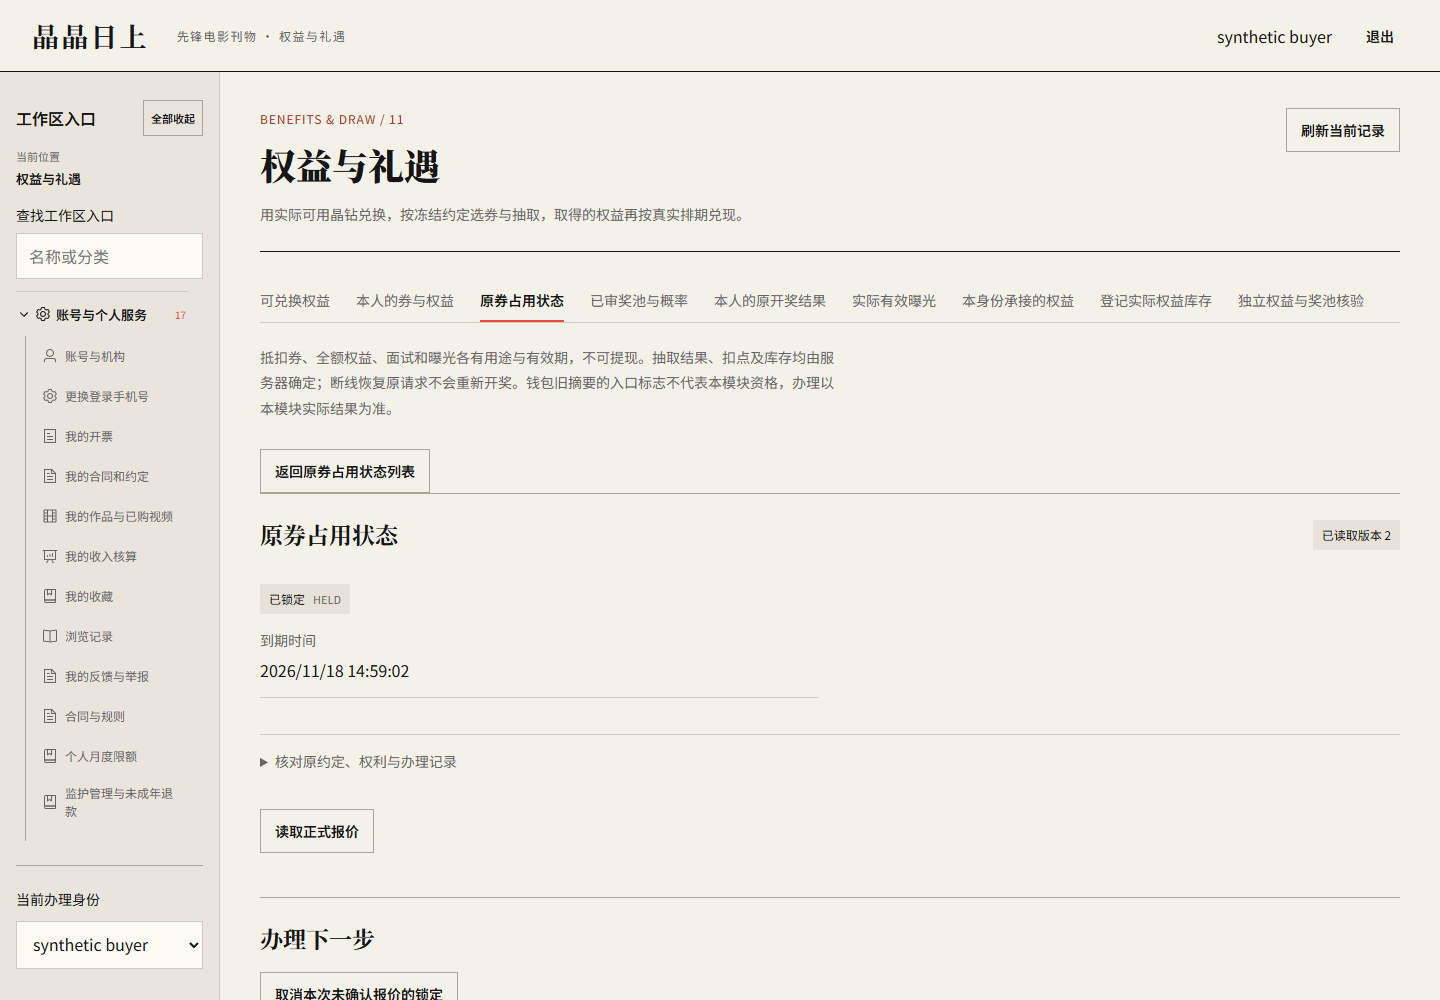 晶晶日上
先锋电影刊物 • 权益与礼遇
synthetic buyer
退出
工作区入口
全部收起
当前位置
权益与礼遇
查找工作区入口
名称或分类
账号与个人服务
17
账号与机构
更换登录手机号
我的开票
我的合同和约定
我的作品与已购视频
我的收入核算
我的收藏
浏览记录
我的反馈与举报
合同与规则
个人月度限额
监护管理与未成年退
款
当前办理身份
synthetic buyer
BENEFITS & DRAW / 11
权益与礼遇
用实际可用晶钻兑换，按冻结约定选券与抽取，取得的权益再按真实排期兑现。
刷新当前记录
可兑换权益
本人的券与权益
原券占用状态
已审奖池与概率
本人的原开奖结果
实际有效曝光
本身份承接的权益
登记实际权益库存
独立权益与奖池核验
抵扣券、全额权益、面试和曝光各有用途与有效期，不可提现。抽取结果、扣点及库存均由服
务器确定；断线恢复原请求不会重新开奖。钱包旧摘要的入口标志不代表本模块资格，办理以
本模块实际结果为准。
返回原券占用状态列表
原券占用状态
已读取版本 2
已锁定 HELD
到期时间
2026/11/18 14:59:02
核对原约定、权利与办理记录
读取正式报价
办理下一步
取消本次未确认报价的锁定